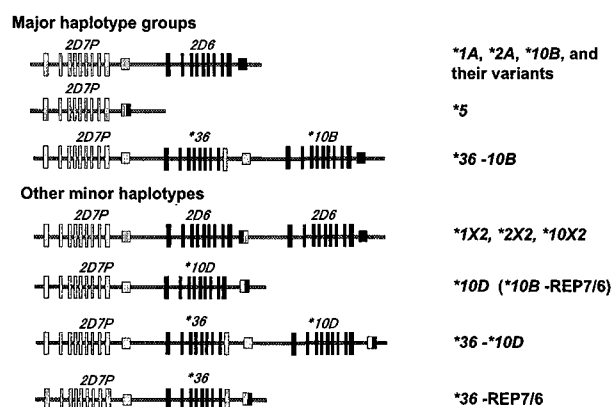 Major haplotype groups
2D7P 2D6
*1A, *2A, *10B, and
their variants
2D7P
*5
2D7P *36 *10B
*36 -10B
Other minor haplotypes
2D7P 2D6 2D6
*1X2, *2X2, *10X2
2D7P *10D
*10D (*10B -REP7/6)
2D7P *36 *10D
*36 -*10D
2D7P *36
*36 -REP7/6